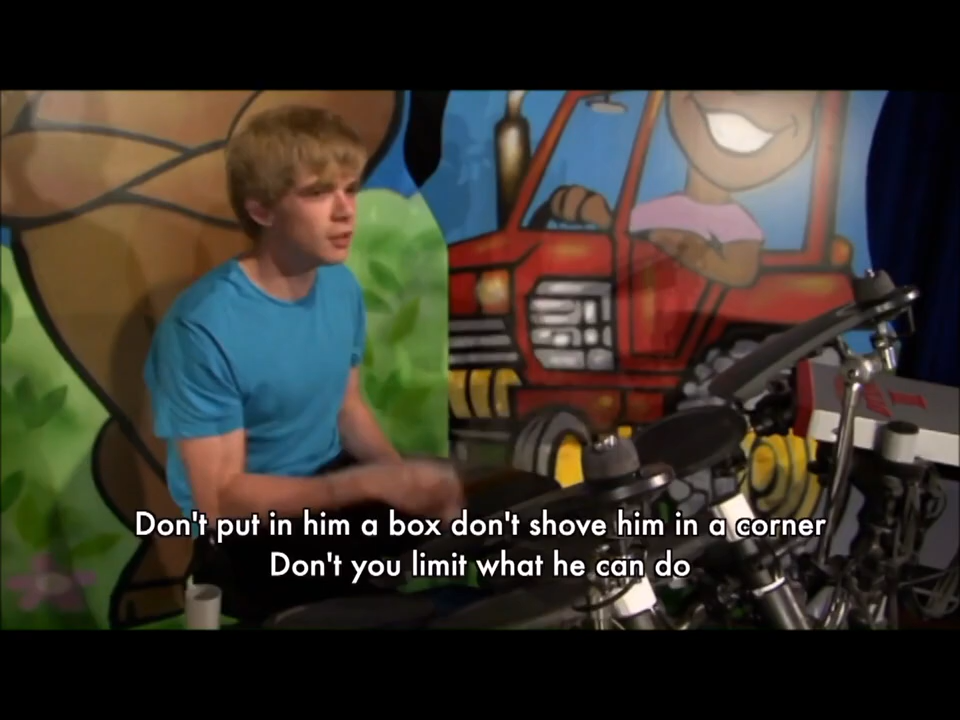 Don't put in him a box don't shove him in a corner
Don't you limit what he can do